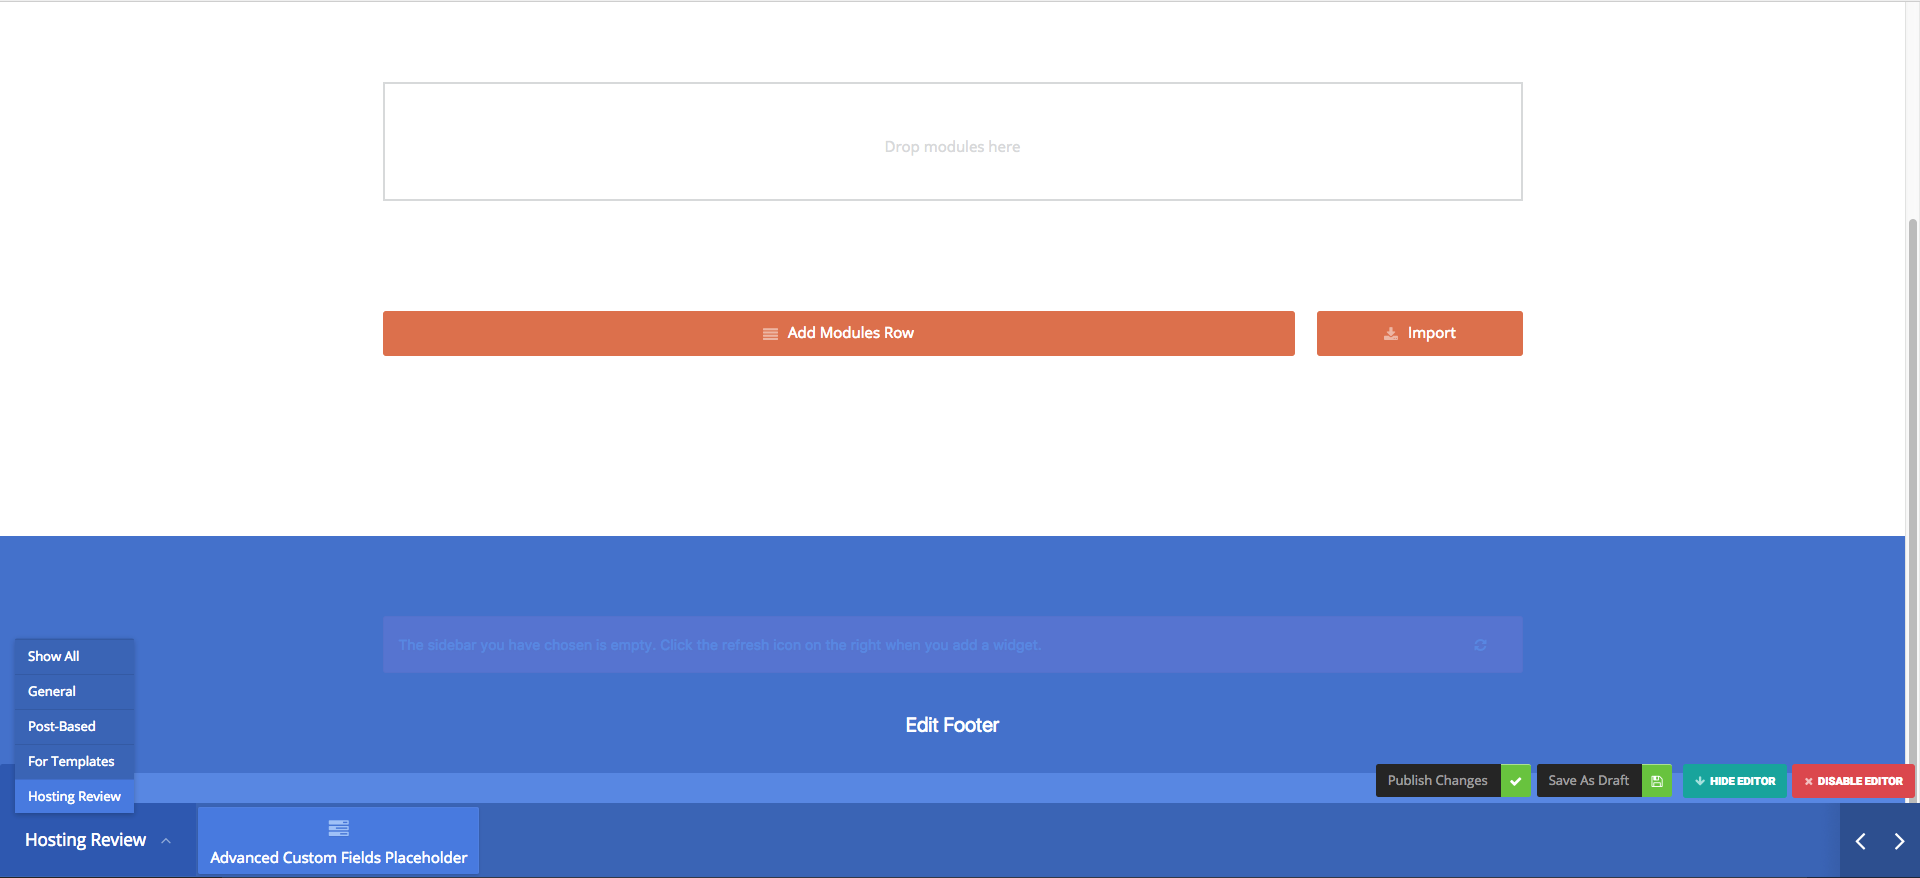 Drop modules here
Add Modules Row
Import
The sidebar you have chosen is empty. Click the refresh icon on the right when you add a widget.
Show All
General
Post-Based
For Templates
Hosting Review
Edit Footer
Publish Changes
Save As Draft
HIDE EDITOR
DISABLE EDITOR
Hosting Review
Advanced Custom Fields Placeholder